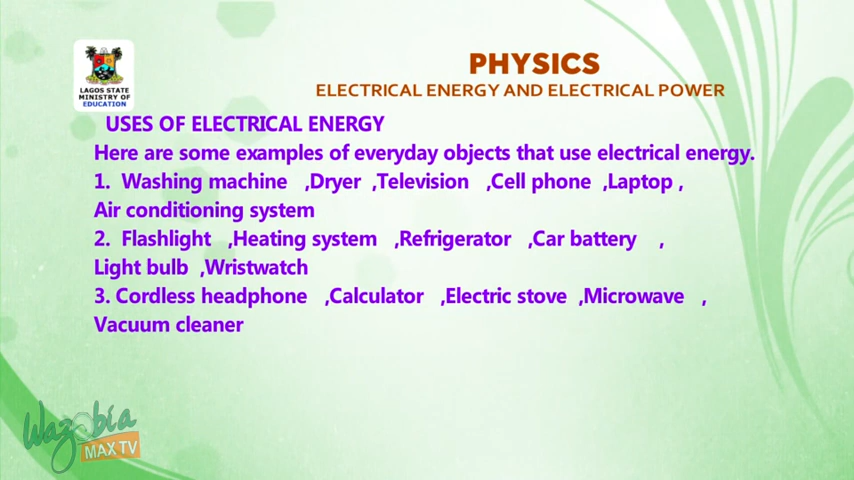 LAGOS STATE
MINISTRY OF
EDUCATION
PHYSICS
ELECTRICAL ENERGY AND ELECTRICAL POWER
USES OF ELECTRICAL ENERGY
Here are some examples of everyday objects that use electrical energy.
1. Washing machine ,Dryer ,Television ,Cell phone ,Laptop ,
Air conditioning system
2. Flashlight ,Heating system ,Refrigerator ,Car battery ,
Light bulb ,Wristwatch
3. Cordless headphone ,Calculator ,Electric stove ,Microwave ,
Vacuum cleaner
Wazobia
MAX TV